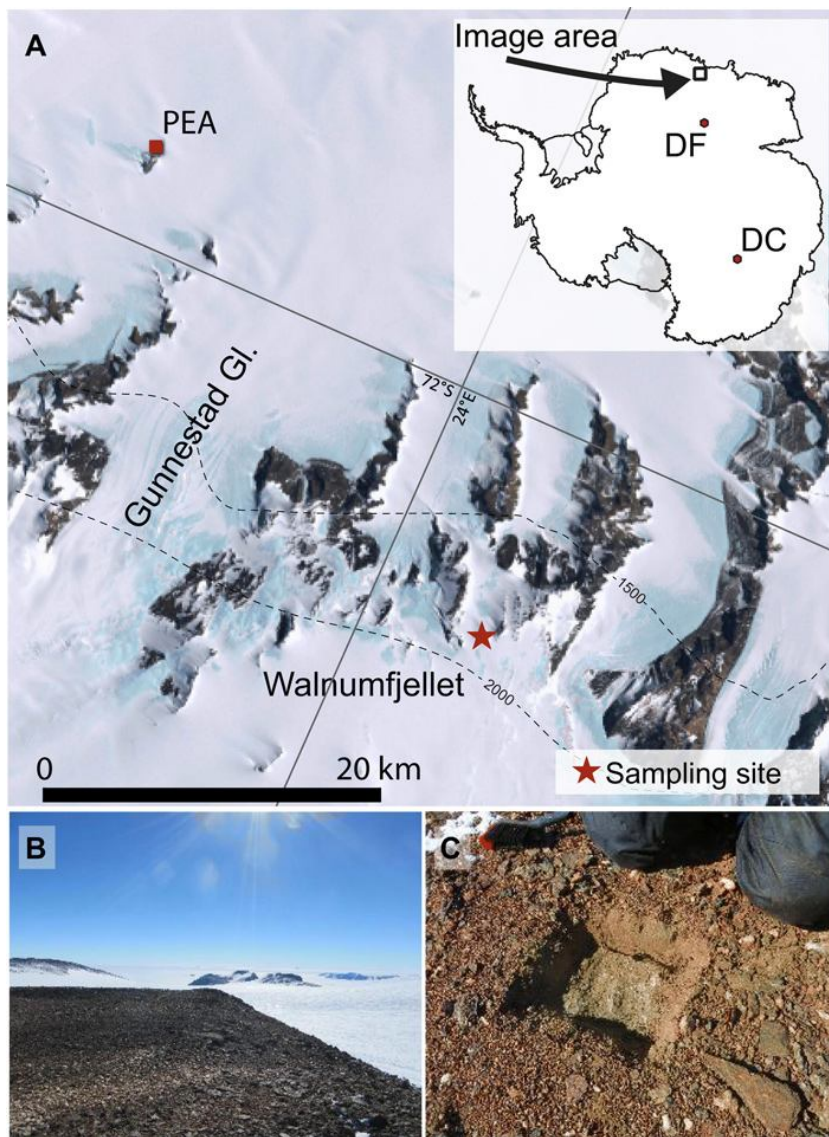 A
Image area
PEA
DF
DC
Gunnestad Gl.
72°S
24°E
1500
Walnumfjellet
2000
0 20 km
Sampling site
B
C